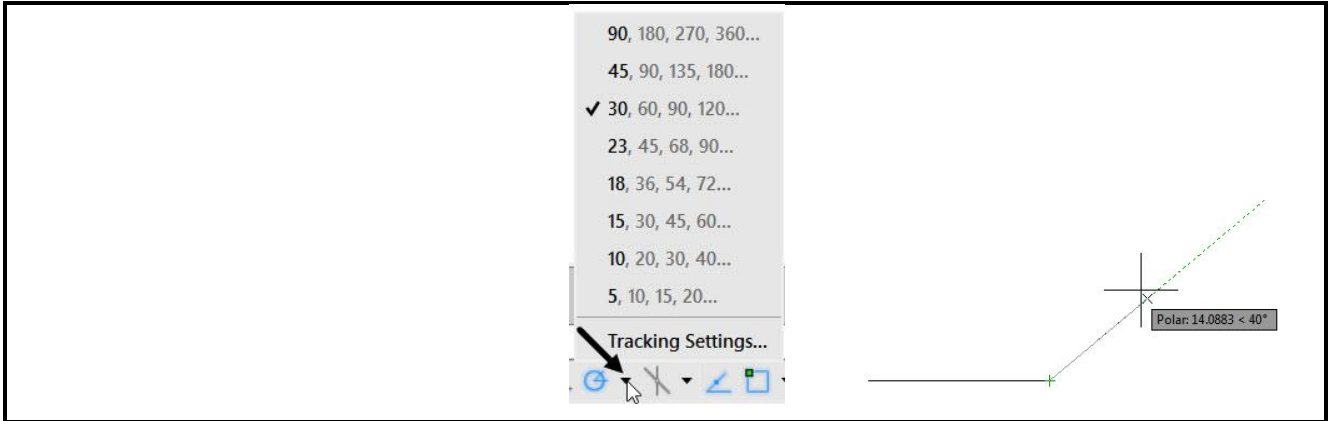 90, 180, 270, 360...
45, 90, 135, 180...
✓ 30, 60, 90, 120...
23, 45, 68, 90...
18, 36, 54, 72...
15, 30, 45, 60...
10, 20, 30, 40...
5, 10, 15, 20...
Tracking Settings...
Polar: 14.0883 < 40°